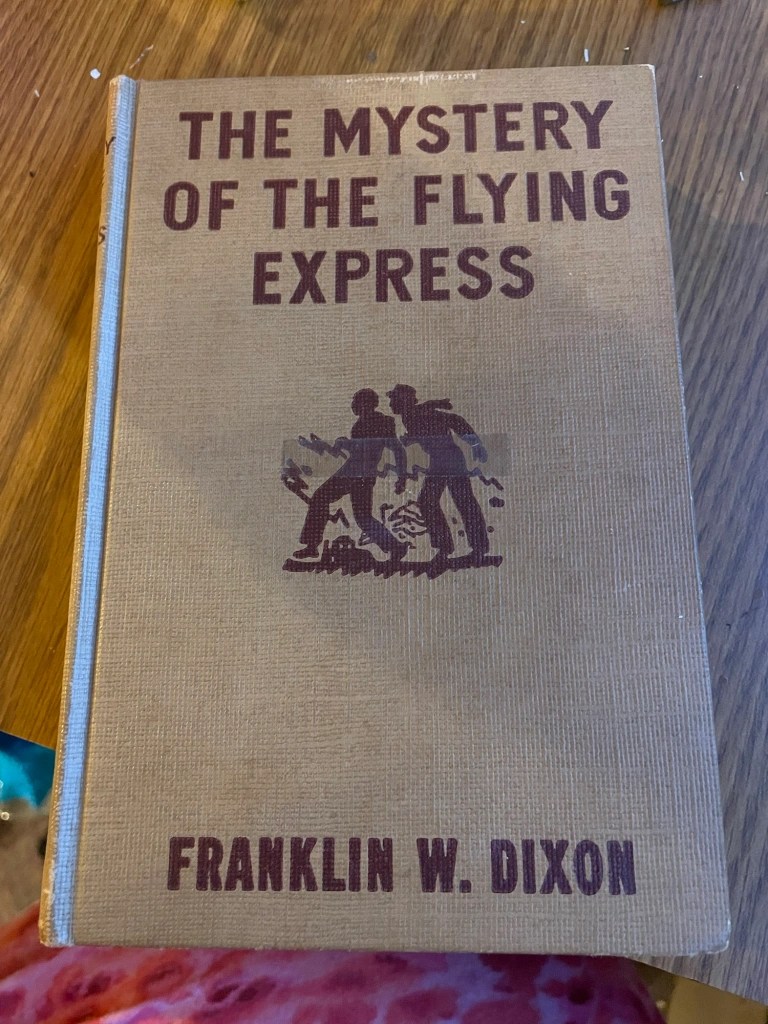 THE MYSTERY
OF THE FLYING
EXPRESS
FRANKLIN W. DIXON